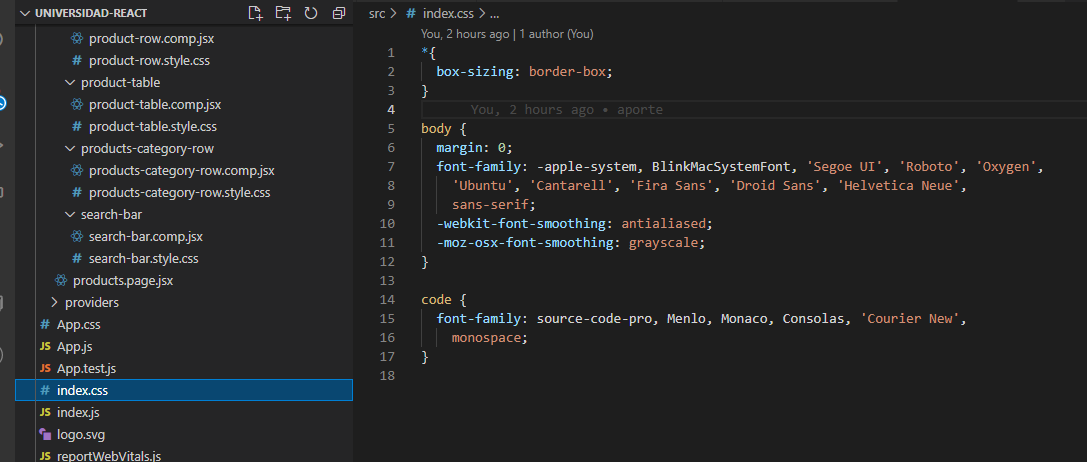 UNIVERSIDAD-REACT
product-row.comp.jsx
# product-row.style.css
product-table
product-table.comp.jsx
# product-table.style.css
products-category-row
products-category-row.comp.jsx
# products-category-row.style.css
search-bar
search-bar.comp.jsx
# search-bar.style.css
products.page.jsx
providers
# App.css
JS App.js
JS App.test.js
# index.css
JS index.js
logo.svg
JS reportWebVitals.js
src > # index.css > ...
You, 2 hours ago | 1 author (You)
1 *{
2 box-sizing: border-box;
3 }
4 You, 2 hours ago • aporte
5 body {
6 margin: 0;
7 font-family: -apple-system, BlinkMacSystemFont, 'Segoe UI', 'Roboto', 'Oxygen',
8 'Ubuntu', 'Cantarell', 'Fira Sans', 'Droid Sans', 'Helvetica Neue',
9 sans-serif;
10 -webkit-font-smoothing: antialiased;
11 -moz-osx-font-smoothing: grayscale;
12 }
13
14 code {
15 font-family: source-code-pro, Menlo, Monaco, Consolas, 'Courier New',
16 monospace;
17 }
18